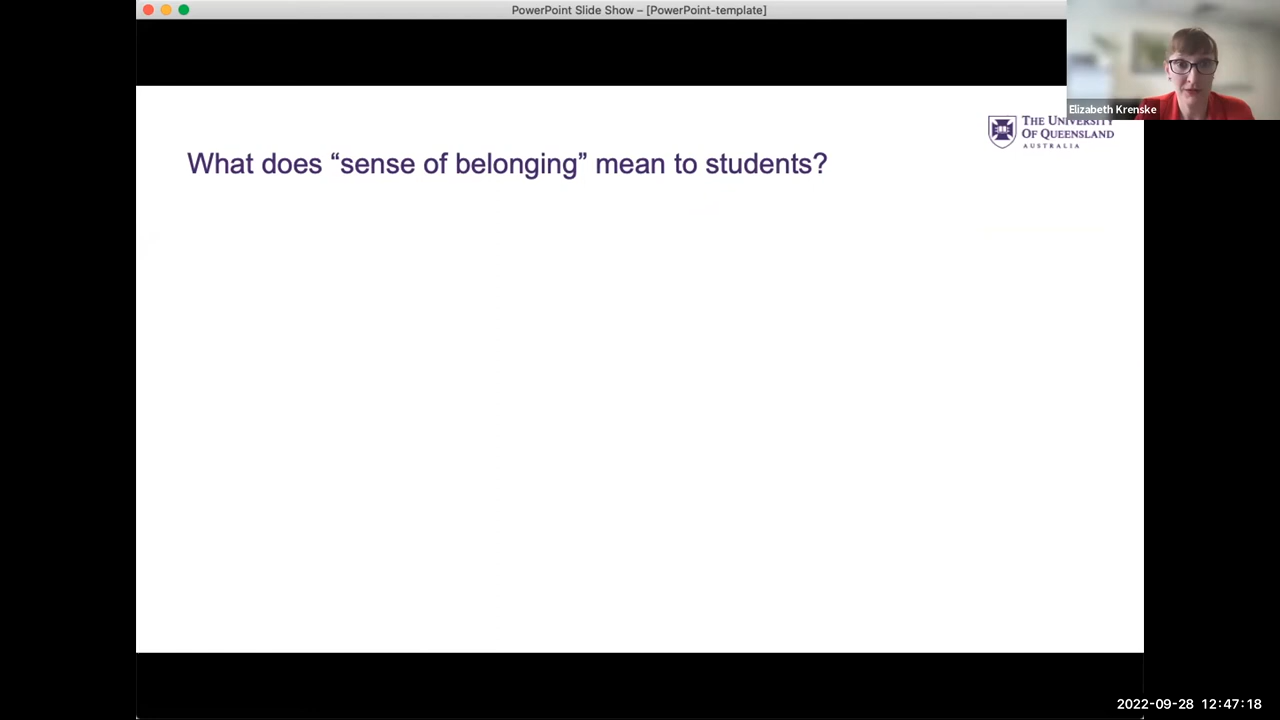 PowerPoint Slide Show – [PowerPoint-template]
Elizabeth Krenske
THE UNIVERSITY
OF QUEENSLAND
AUSTRALIA
What does “sense of belonging” mean to students?
2022-09-28 12:47:18